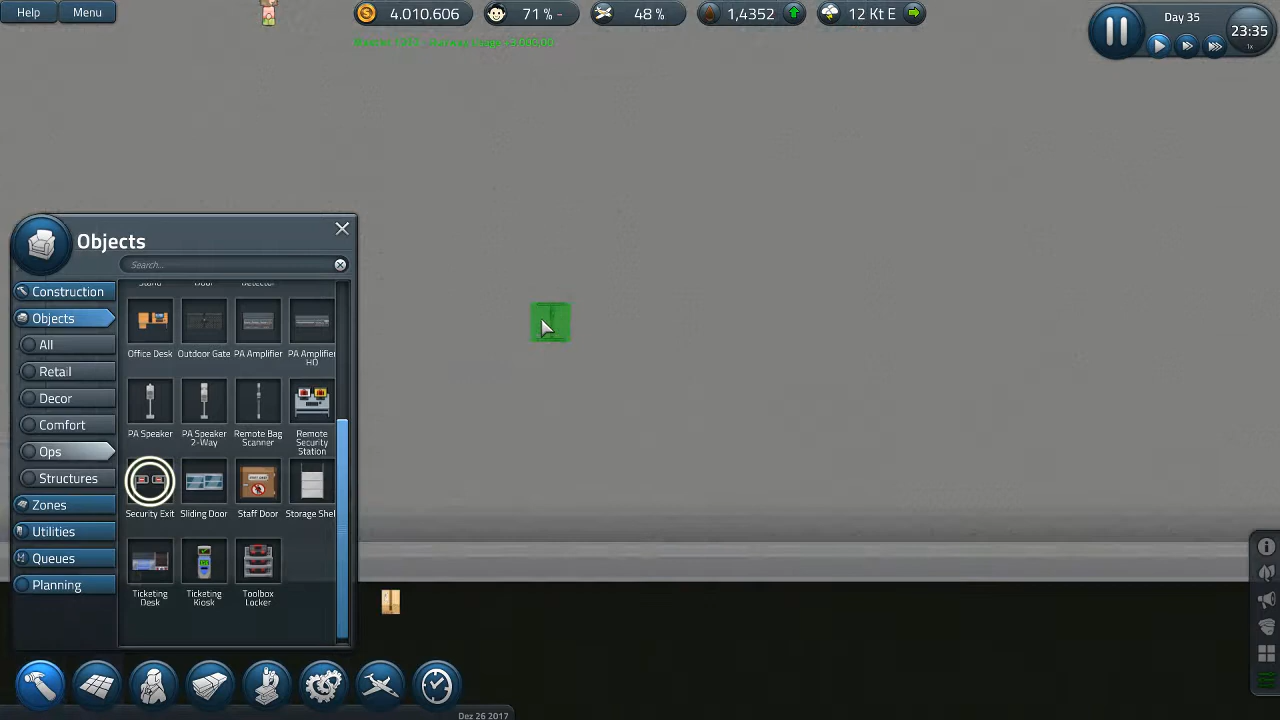 Help
Menu
4.010.606
71 % -
48 %
1,4352
12 Kt E
Day 35
23:35
1x
Objects
Search...
Construction
Objects
All
Retail
Decor
Comfort
Ops
Structures
Zones
Utilities
Queues
Planning
Office Desk
Outdoor Gate
PA Amplifier
PA Amplifier HQ
PA Speaker
PA Speaker 2-Way
Remote Bag Scanner
Remote Security Station
Security Exit
Sliding Door
Staff Door
Storage Shel
Ticketing Desk
Ticketing Kiosk
Toolbox Locker
Dez 26 2017